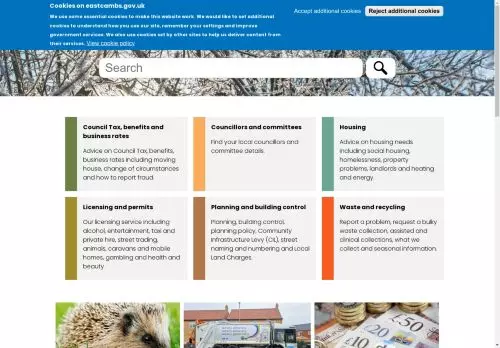 Cookies on eastcambs.gov.uk
We use some essential cookies to make this website work. We would like to set additional
cookies to understand how you use our site, remember your settings and improve
government services. We also use cookies set by other sites to help us deliver content from
their services. View cookie policy
Accept additional cookies
Reject additional cookies
Search
Council Tax, benefits and
business rates
Advice on Council Tax, benefits,
business rates including moving
house, change of circumstances
and how to report fraud.
Councillors and committees
Find your local councillors and
committee details.
Housing
Advice on housing needs
including social housing,
homelessness, property
problems, landlords and heating
and energy.
Licensing and permits
Our licensing service including
alcohol, entertainment, taxi and
private hire, street trading,
animals, caravans and mobile
homes, gambling and health and
beauty.
Planning and building control
Planning, building control,
planning policy, Community
Infrastructure Levy (CIL), street
naming and numbering and Local
Land Charges.
Waste and recycling
Report a problem, request a bulky
waste collection, assisted and
clinical collections, what we
collect and seasonal information.
£50